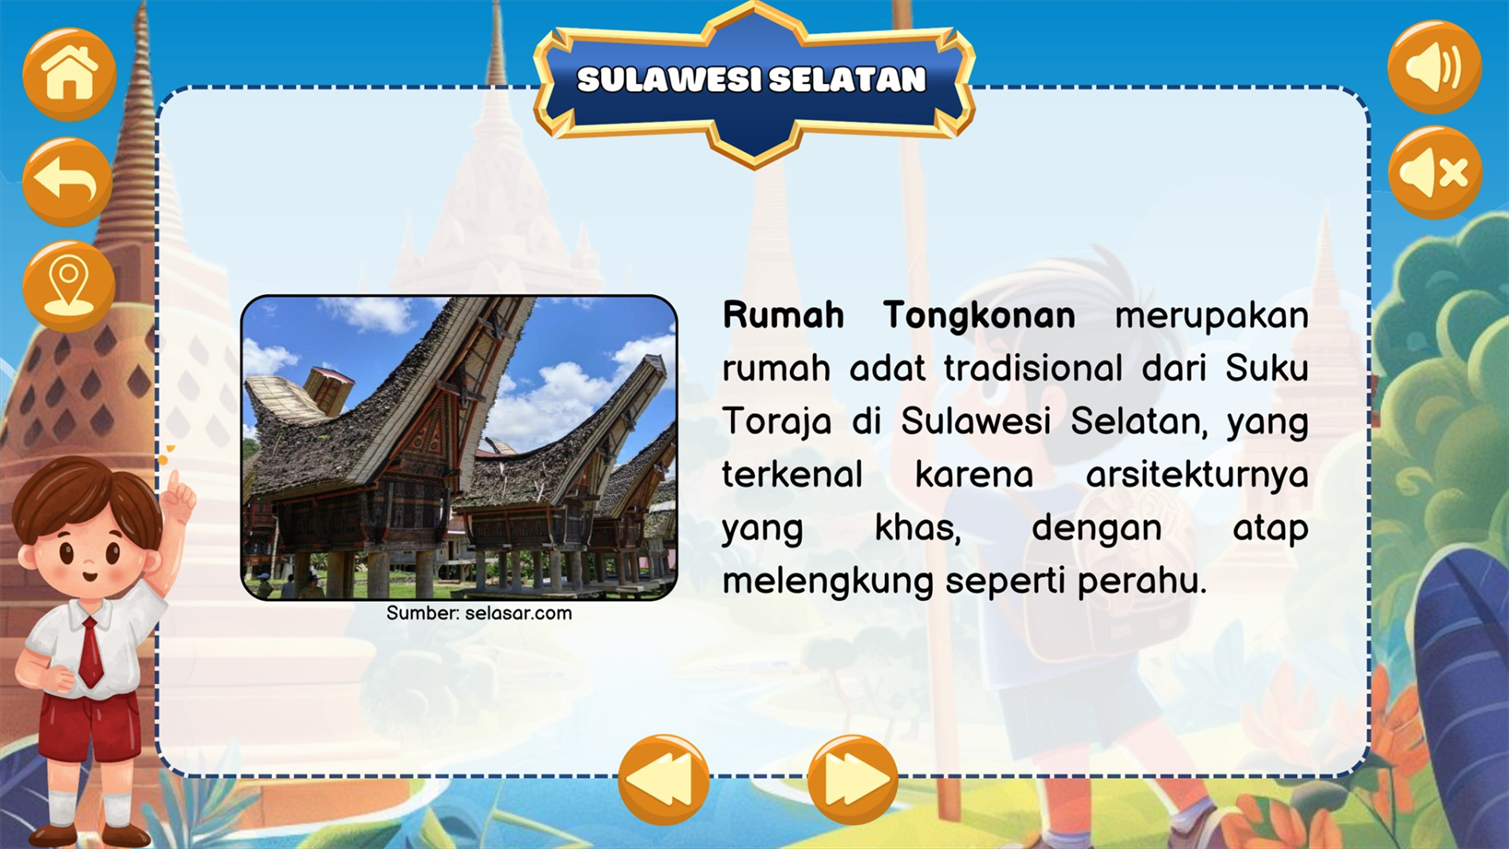 SULAWESI SELATAN
Rumah Tongkonan merupakan
rumah adat tradisional dari Suku
Toraja di Sulawesi Selatan, yang
terkenal karena arsitekturnya
yang khas, dengan atap
melengkung seperti perahu.
Sumber: selasar.com